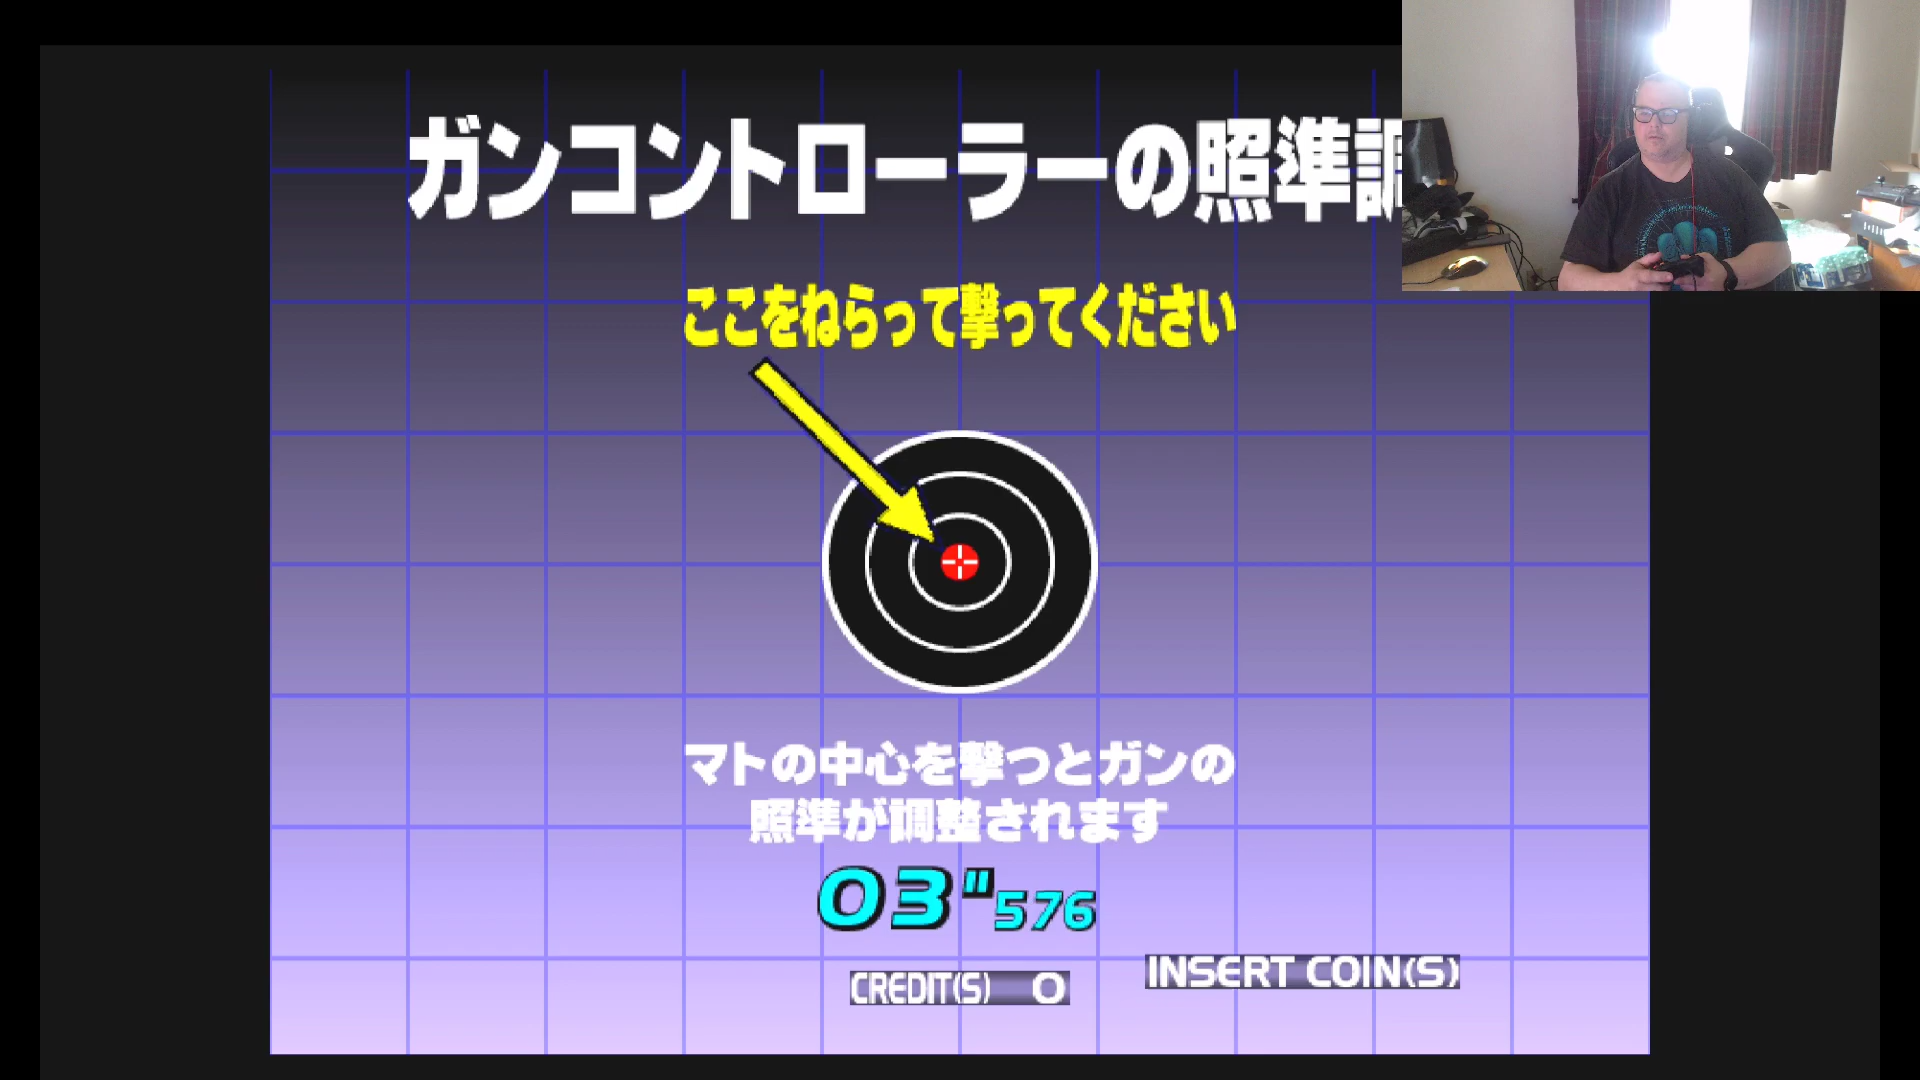 ガンコントローラーの照準調
ここをねらって撃ってください
マトの中心を撃つとガンの
照準が調整されます
03"576
CREDIT(S) 0
INSERT COIN(S)